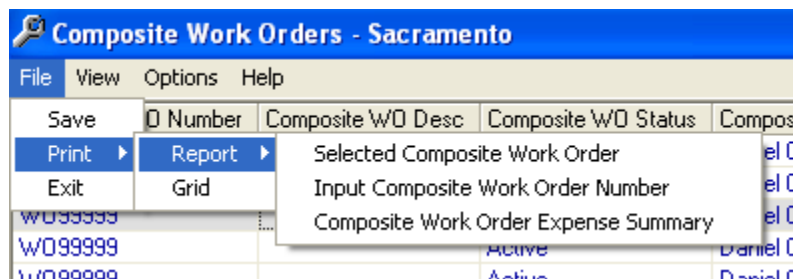 Composite Work Orders - Sacramento
File View Options Help
Save
Print
Exit
Report
Grid
Selected Composite Work Order
Input Composite Work Order Number
Composite Work Order Expense Summary
Number Composite WO Desc Composite WO Status
WO99999
WO99999 Active Daniel